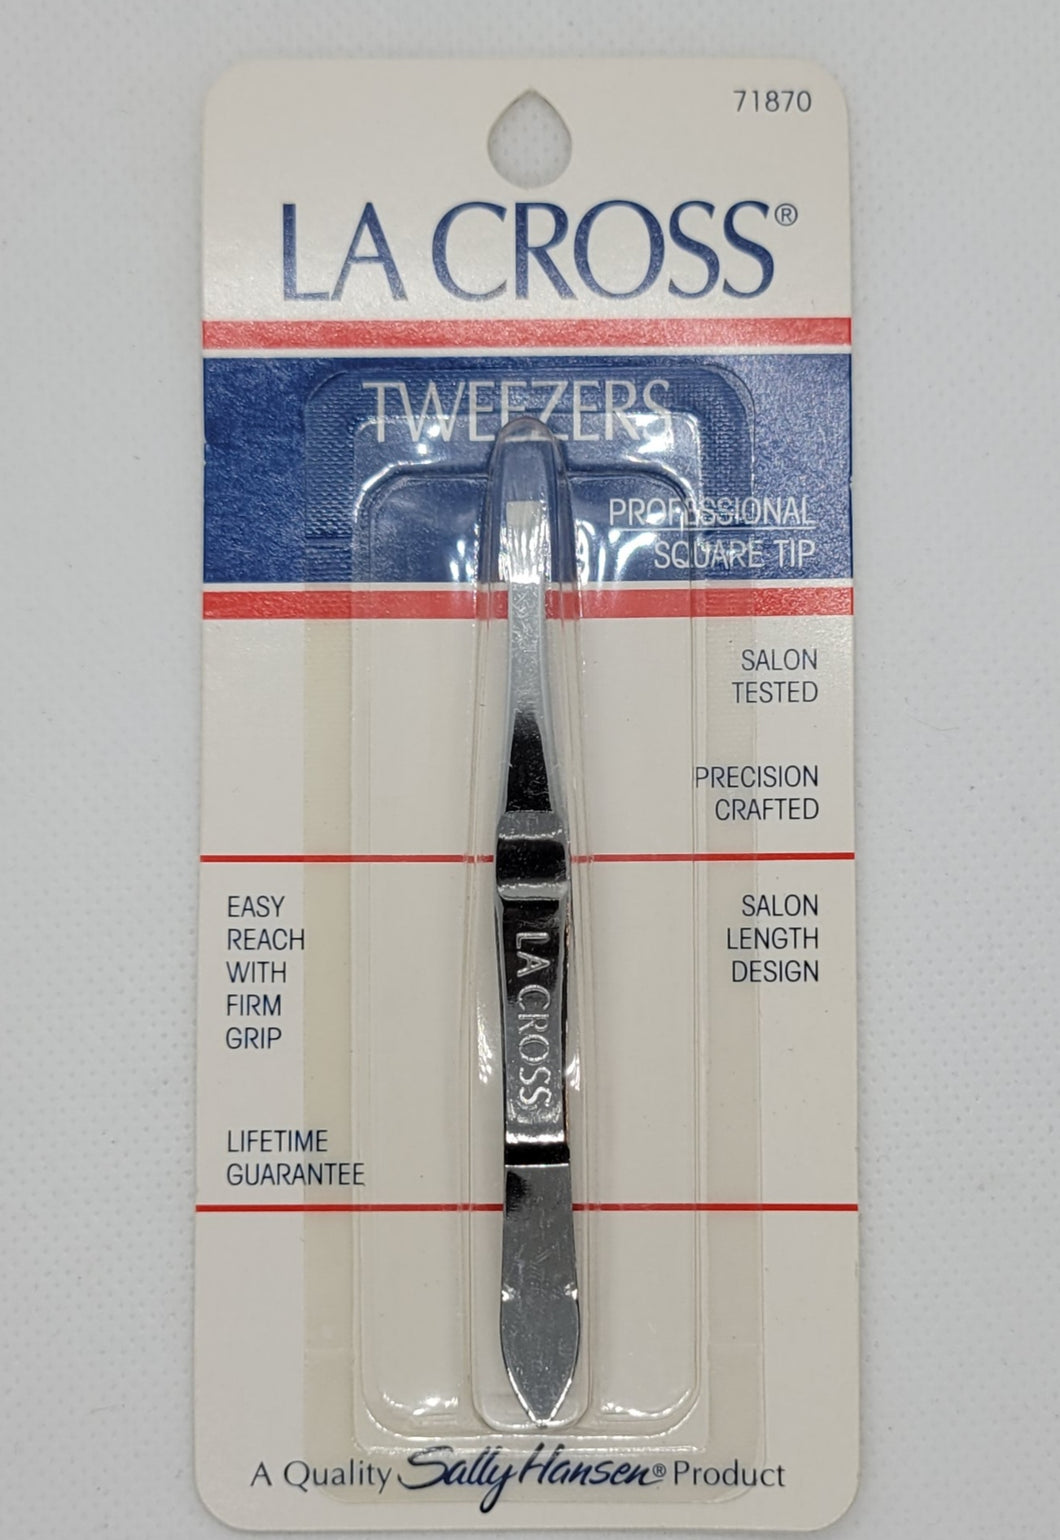 71870
LA CROSS®
TWEEZERS
PROFESSIONAL
SQUARE TIP
SALON
TESTED
PRECISION
CRAFTED
EASY
REACH
WITH
FIRM
GRIP
SALON
LENGTH
DESIGN
LA CROSS
LIFETIME
GUARANTEE
A Quality Sally Hansen® Product